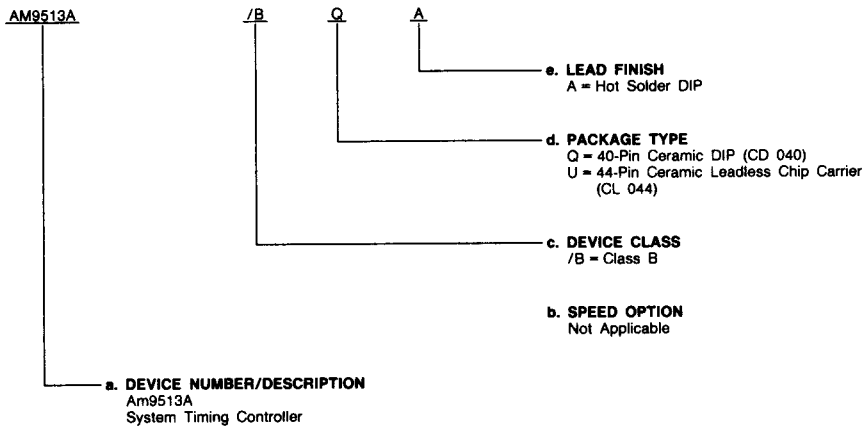 AM9513A /B Q A
e. LEAD FINISH
A = Hot Solder DIP
d. PACKAGE TYPE
Q = 40-Pin Ceramic DIP (CD 040)
U = 44-Pin Ceramic Leadless Chip Carrier
(CL 044)
c. DEVICE CLASS
/B = Class B
b. SPEED OPTION
Not Applicable
a. DEVICE NUMBER/DESCRIPTION
Am9513A
System Timing Controller